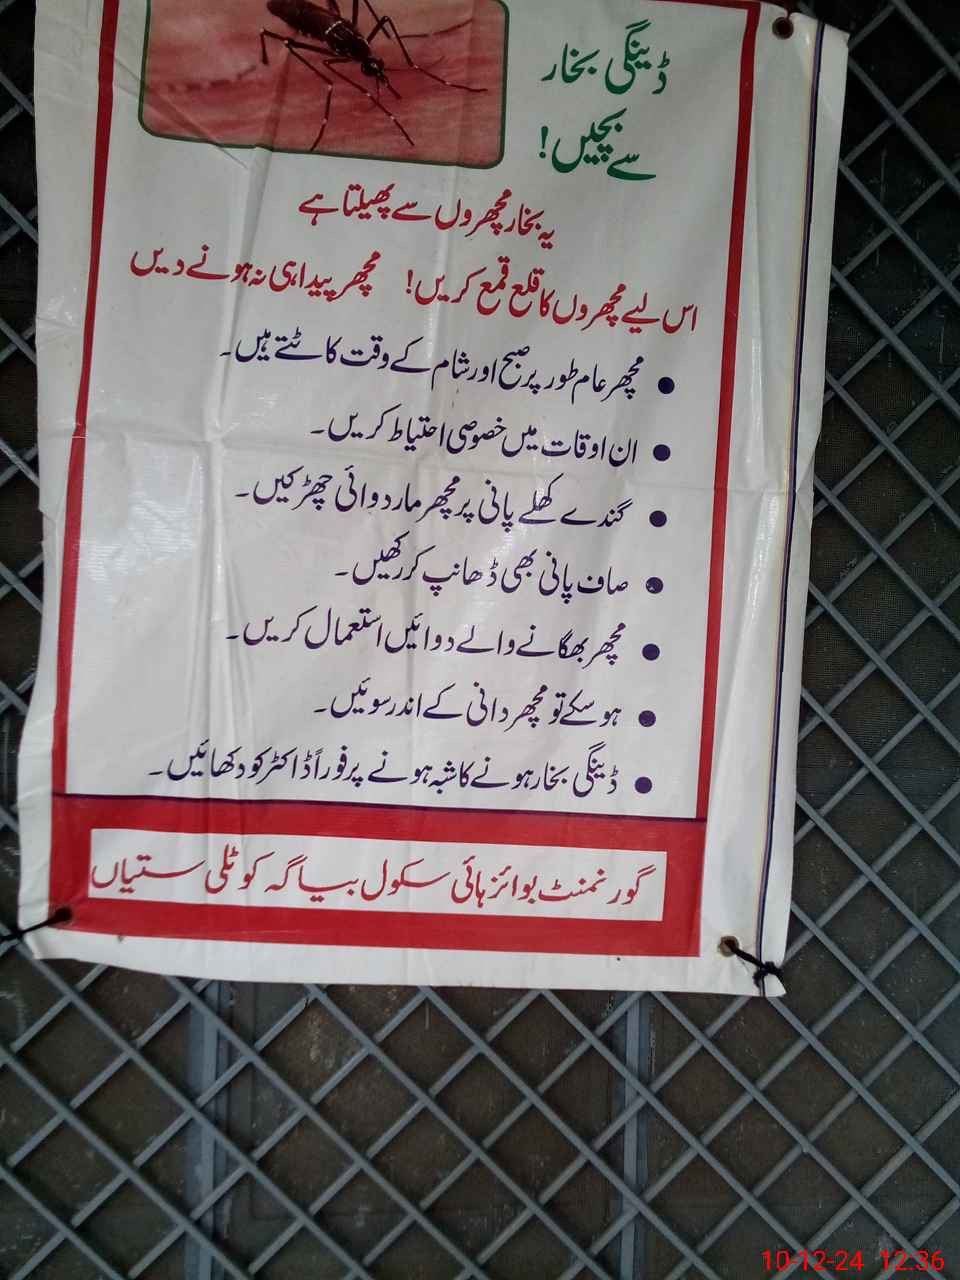 ڈینگی بخار
سے بچیں!
یہ بخار مچھروں سے پھیلتا ہے
اس لیے مچھروں کا قلع قمع کریں! مچھر پیدا ہی نہ ہونے دیں
● مچھر عام طور پر صبح اور شام کے وقت کاٹتے ہیں۔
● ان اوقات میں خصوصی احتیاط کریں۔
● گندے کھلے پانی پر مچھر مار دوائی چھڑکیں۔
● صاف پانی بھی ڈھانپ کر رکھیں۔
● مچھر بھگانے والے دوائیں استعمال کریں۔
● ہو سکے تو مچھر دانی کے اندر سوئیں۔
● ڈینگی بخار ہونے کا شبہ ہونے پر فوراً ڈاکٹر کو دکھائیں۔
گورنمنٹ بوائز ہائی سکول بیاگہ کوٹلی ستیاں
10-12-24 12:36